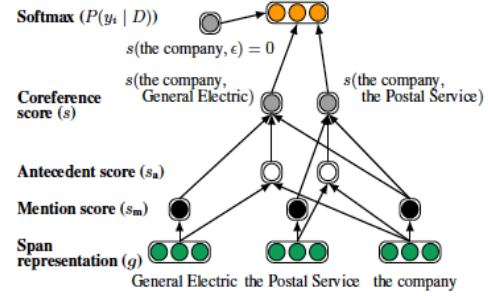 Softmax (P(yᵢ | D))
s(the company, ϵ) = 0
s(the company,
General Electric)
s(the company,
the Postal Service)
Coreference
score (s)
Antecedent score (sₐ)
Mention score (sₘ)
Span
representation (g)
General Electric the Postal Service the company